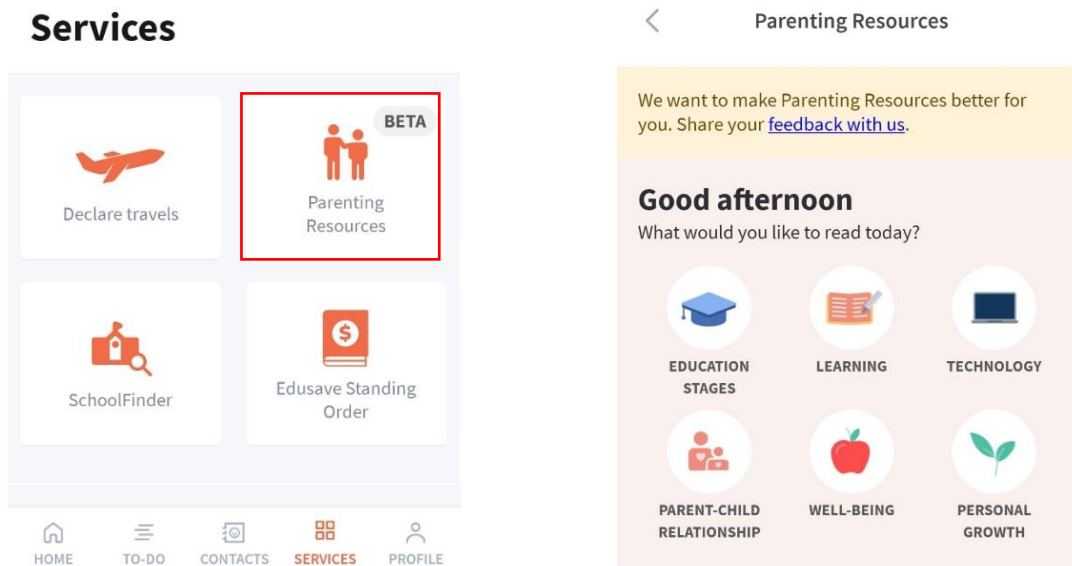 Services
BETA
Declare travels
Parenting
Resources
$
SchoolFinder
Edusave Standing
Order
HOME
TO-DO
CONTACTS
SERVICES
PROFILE
Parenting Resources
We want to make Parenting Resources better for
you. Share your feedback with us.
Good afternoon
What would you like to read today?
EDUCATION
STAGES
LEARNING
TECHNOLOGY
PARENT-CHILD
RELATIONSHIP
WELL-BEING
PERSONAL
GROWTH